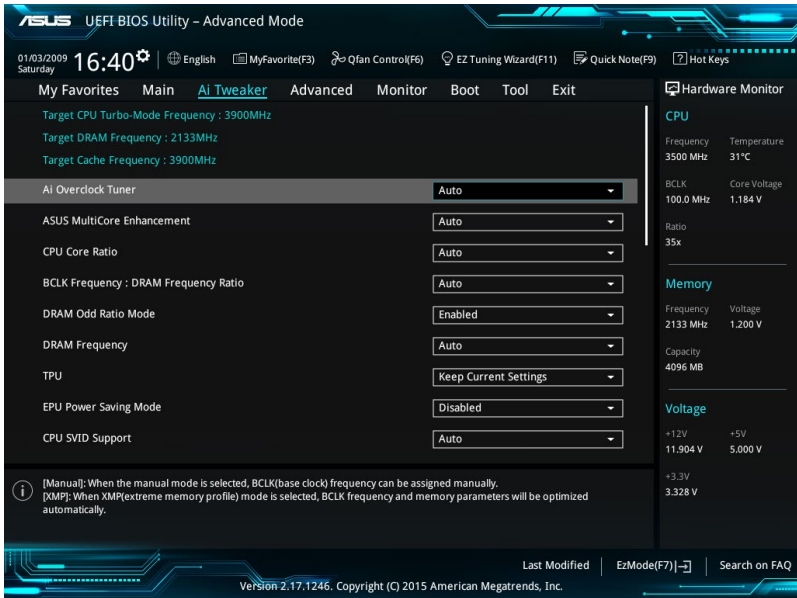 ASUS UEFI BIOS Utility – Advanced Mode
01/03/2009
Saturday
16:40
English
MyFavorite(F3)
Qfan Control(F6)
EZ Tuning Wizard(F11)
Quick Note(F9)
? Hot Keys
My Favorites Main Ai Tweaker Advanced Monitor Boot Tool Exit
Target CPU Turbo-Mode Frequency : 3900MHz
Target DRAM Frequency : 2133MHz
Target Cache Frequency : 3900MHz
Ai Overclock Tuner Auto
ASUS MultiCore Enhancement Auto
CPU Core Ratio Auto
BCLK Frequency : DRAM Frequency Ratio Auto
DRAM Odd Ratio Mode Enabled
DRAM Frequency Auto
TPU Keep Current Settings
EPU Power Saving Mode Disabled
CPU SVID Support Auto
[Manual]: When the manual mode is selected, BCLK(base clock) frequency can be assigned manually.
[XMP]: When XMP(extreme memory profile) mode is selected, BCLK frequency and memory parameters will be optimized
automatically.
Hardware Monitor
CPU
Frequency Temperature
3500 MHz 31°C
BCLK Core Voltage
100.0 MHz 1.184 V
Ratio
35x
Memory
Frequency Voltage
2133 MHz 1.200 V
Capacity
4096 MB
Voltage
+12V +5V
11.904 V 5.000 V
+3.3V
3.328 V
Last Modified
EzMode(F7)
Search on FAQ
Version 2.17.1246. Copyright (C) 2015 American Megatrends, Inc.